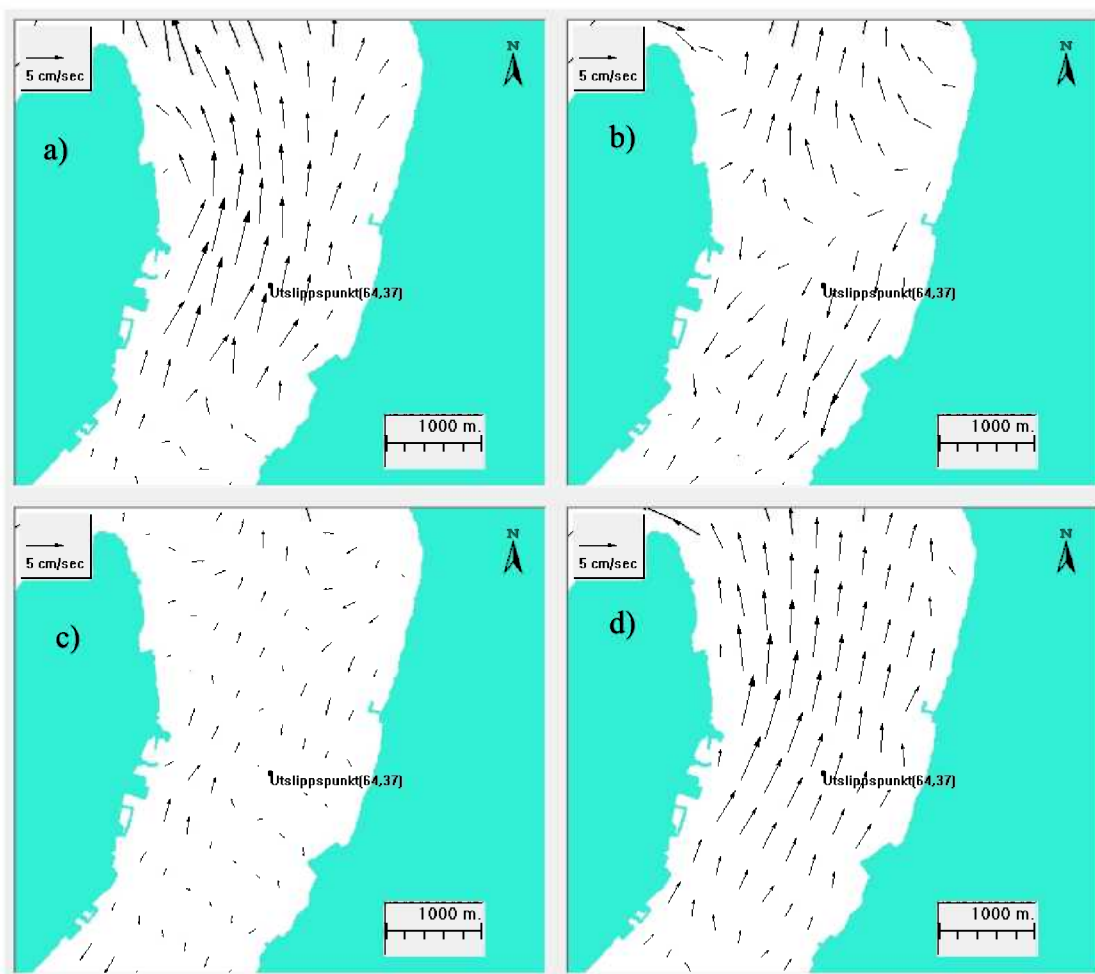 5 cm/sec
N
a)
Utslippspunkt(64,37)
1000 m.
5 cm/sec
N
b)
Utslippspunkt(64,37)
1000 m.
5 cm/sec
N
c)
Utslippspunkt(64,37)
1000 m.
5 cm/sec
N
d)
Utslippspunkt(64,37)
1000 m.